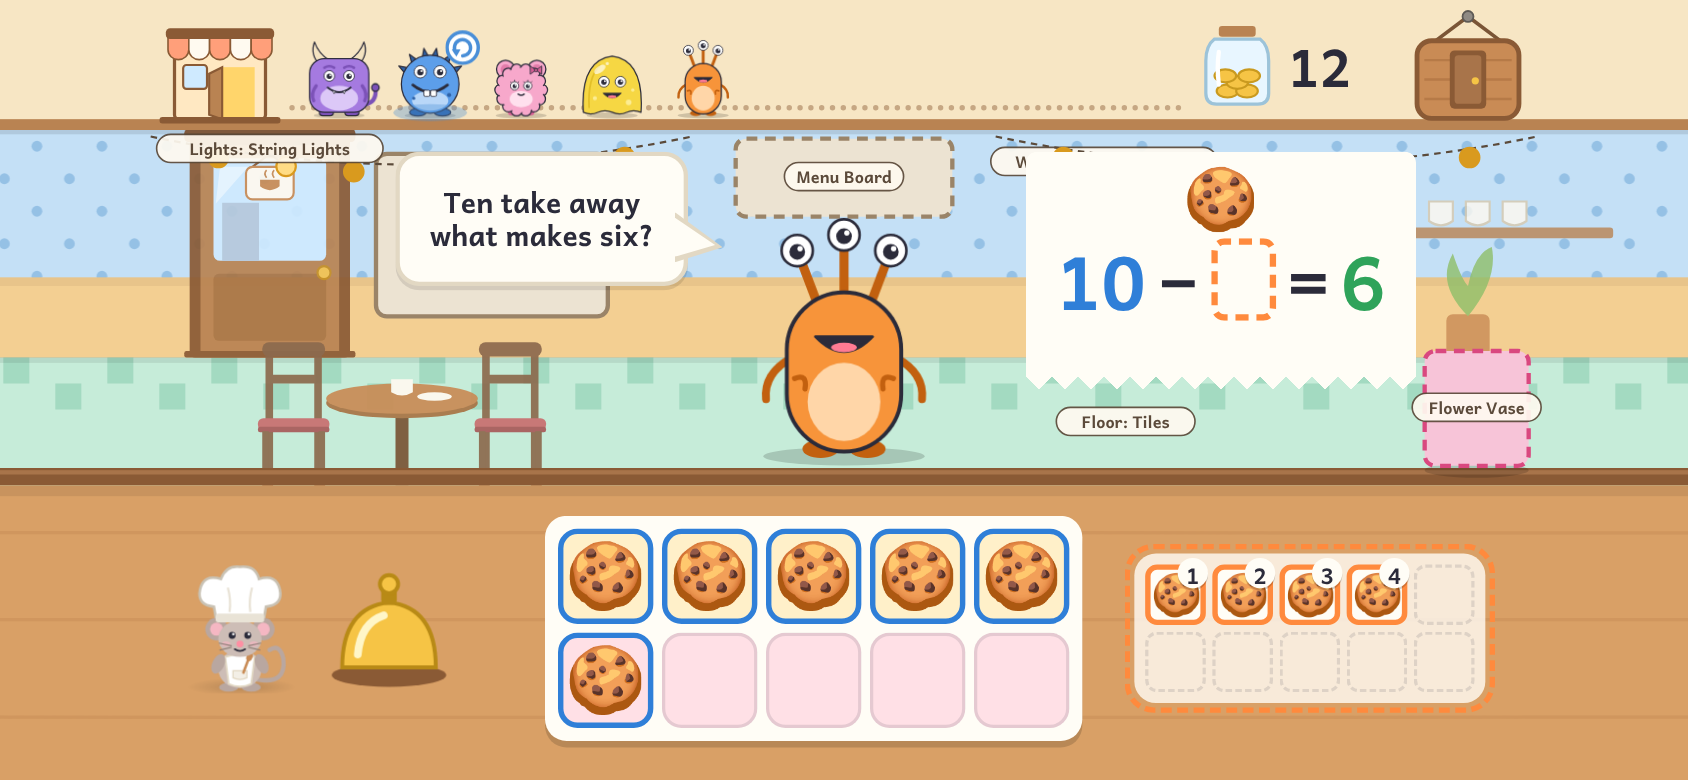 12
Lights: String Lights
Menu Board
W
Ten take away
what makes six?
10 − = 6
Floor: Tiles
Flower Vase
1 2 3 4